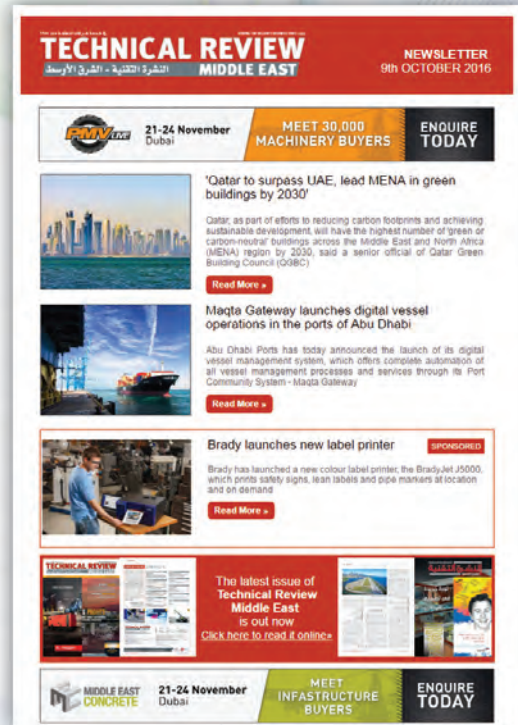 TECHNICAL REVIEW
النشرة التقنية - الشرق الأوسط MIDDLE EAST
NEWSLETTER
9th OCTOBER 2016
PMV LIVE
21-24 November
Dubai
MEET 30,000
MACHINERY BUYERS
ENQUIRE
TODAY
'Qatar to surpass UAE, lead MENA in green
buildings by 2030'
Qatar, as part of efforts to reducing carbon footprints and achieving
sustainable development, will have the highest number of 'green or
carbon-neutral' buildings across the Middle East and North Africa
(MENA) region by 2030, said a senior official of Qatar Green
Building Council (QGBC)
Read More »
Maqta Gateway launches digital vessel
operations in the ports of Abu Dhabi
Abu Dhabi Ports has today announced the launch of its digital
vessel management system, which offers complete automation of
all vessel management processes and services through its Port
Community System - Maqta Gateway
Read More »
Brady launches new label printer
SPONSORED
Brady has launched a new colour label printer, the BradyJet J5000,
which prints safety signs, lean labels and pipe markers at location
and on demand
Read More »
TECHNICAL REVIEW
The latest issue of
Technical Review
Middle East
is out now
Click here to read it online»
النشرة التقنية
MIDDLE EAST
CONCRETE
21-24 November
Dubai
MEET
INFASTRUCTURE
BUYERS
ENQUIRE
TODAY